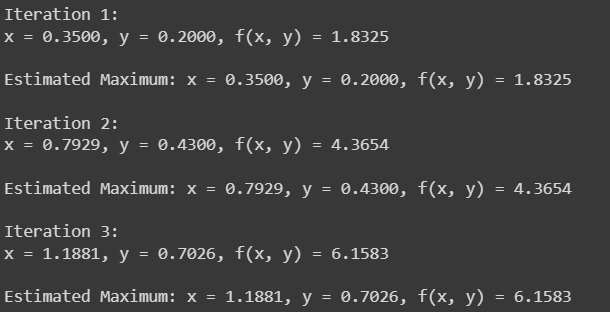 Iteration 1:
x = 0.3500, y = 0.2000, f(x, y) = 1.8325
Estimated Maximum: x = 0.3500, y = 0.2000, f(x, y) = 1.8325
Iteration 2:
x = 0.7929, y = 0.4300, f(x, y) = 4.3654
Estimated Maximum: x = 0.7929, y = 0.4300, f(x, y) = 4.3654
Iteration 3:
x = 1.1881, y = 0.7026, f(x, y) = 6.1583
Estimated Maximum: x = 1.1881, y = 0.7026, f(x, y) = 6.1583